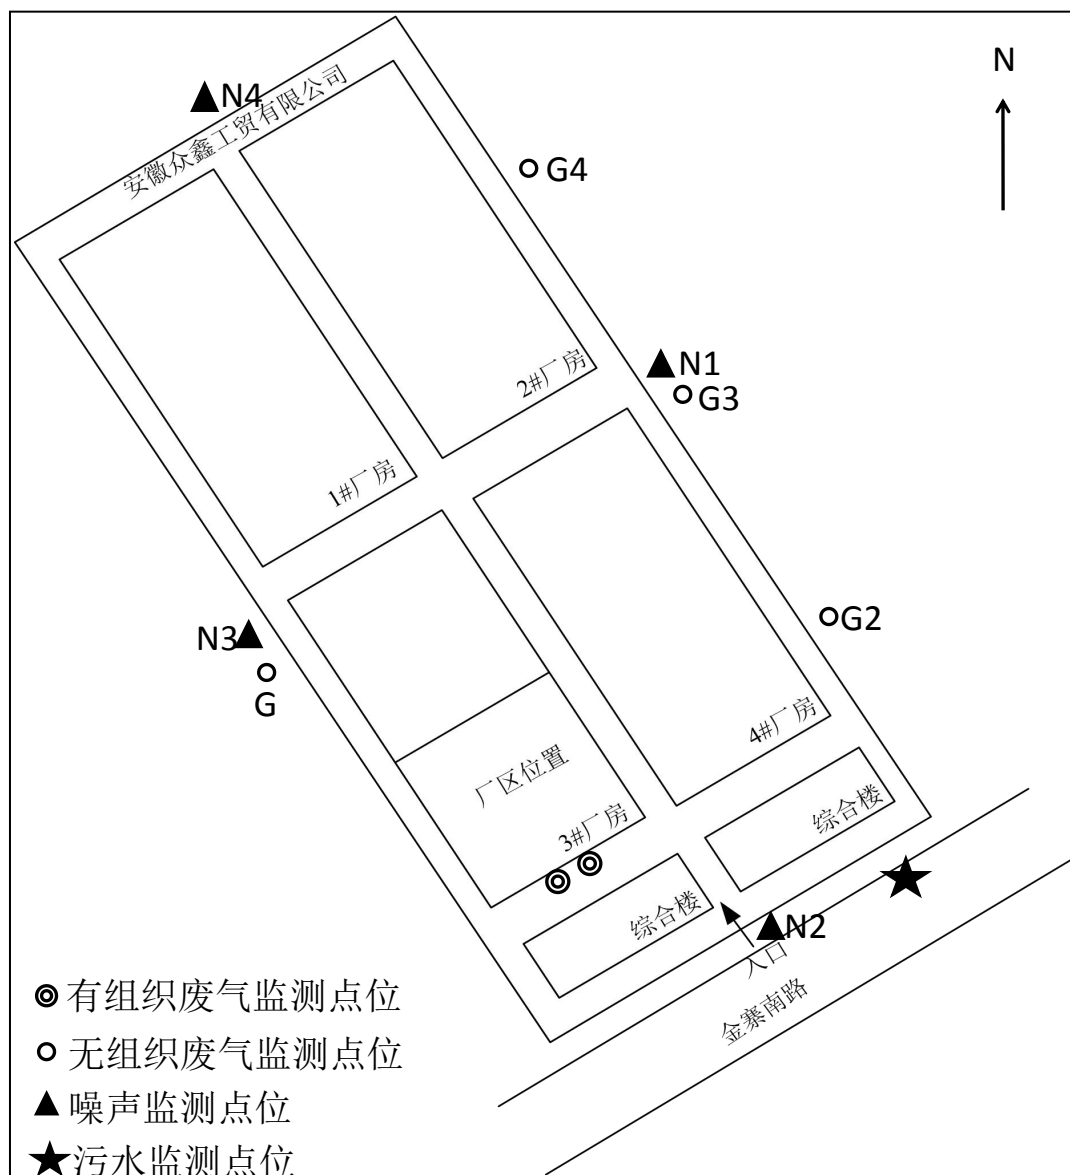 N
N4
安徽众鑫工贸有限公司
G4
N1
G3
2#厂房
1#厂房
N3
G
G2
4#厂房
厂区位置
3#厂房
综合楼
综合楼
N2
入口
金寨南路
有组织废气监测点位
无组织废气监测点位
噪声监测点位
污水监测点位